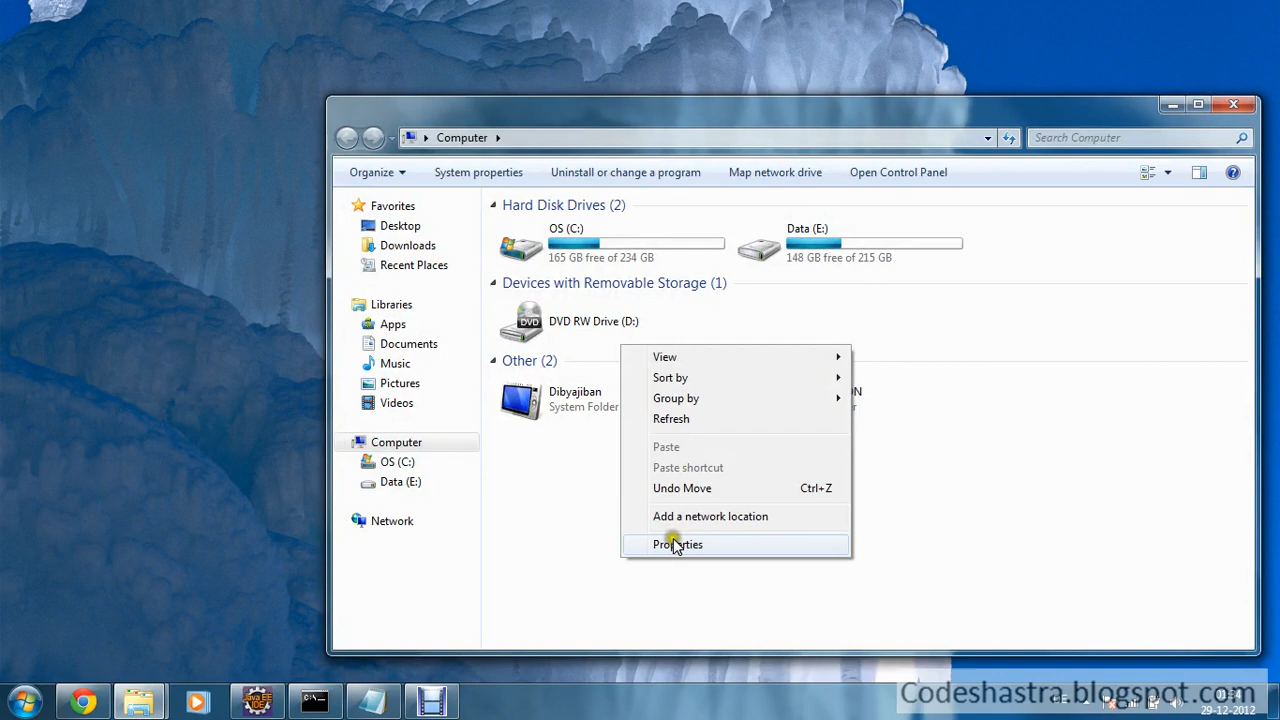 Computer
Search Computer
Organize
System properties
Uninstall or change a program
Map network drive
Open Control Panel
Favorites
Desktop
Downloads
Recent Places
Libraries
Apps
Documents
Music
Pictures
Videos
Computer
OS (C:)
Data (E:)
Network
Hard Disk Drives (2)
OS (C:)
165 GB free of 234 GB
Data (E:)
148 GB free of 215 GB
Devices with Removable Storage (1)
DVD
DVD RW Drive (D:)
Other (2)
Dibyajiban
System Folder
View
Sort by
Group by
Refresh
Paste
Paste shortcut
Undo Move Ctrl+Z
Add a network location
Properties
Java EE
IDE
C:\
Codeshastra.blogspot.com
29-12-2012